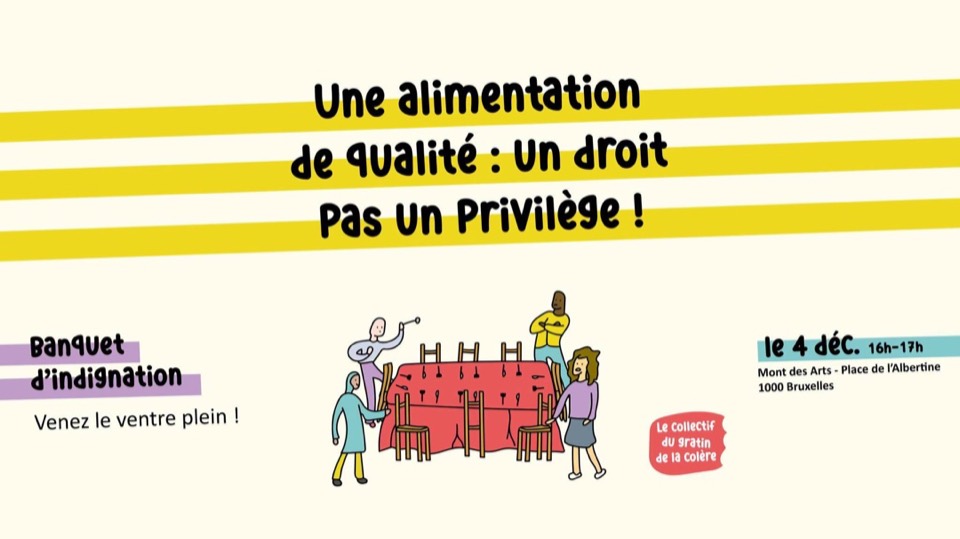 Une alimentation
de qualité : un droit
Pas un Privilège !
Banquet
d'indignation
Venez le ventre plein !
le 4 déc. 16h-17h
Mont des Arts - Place de l'Albertine
1000 Bruxelles
Le Collectif
du gratin
de la Colère